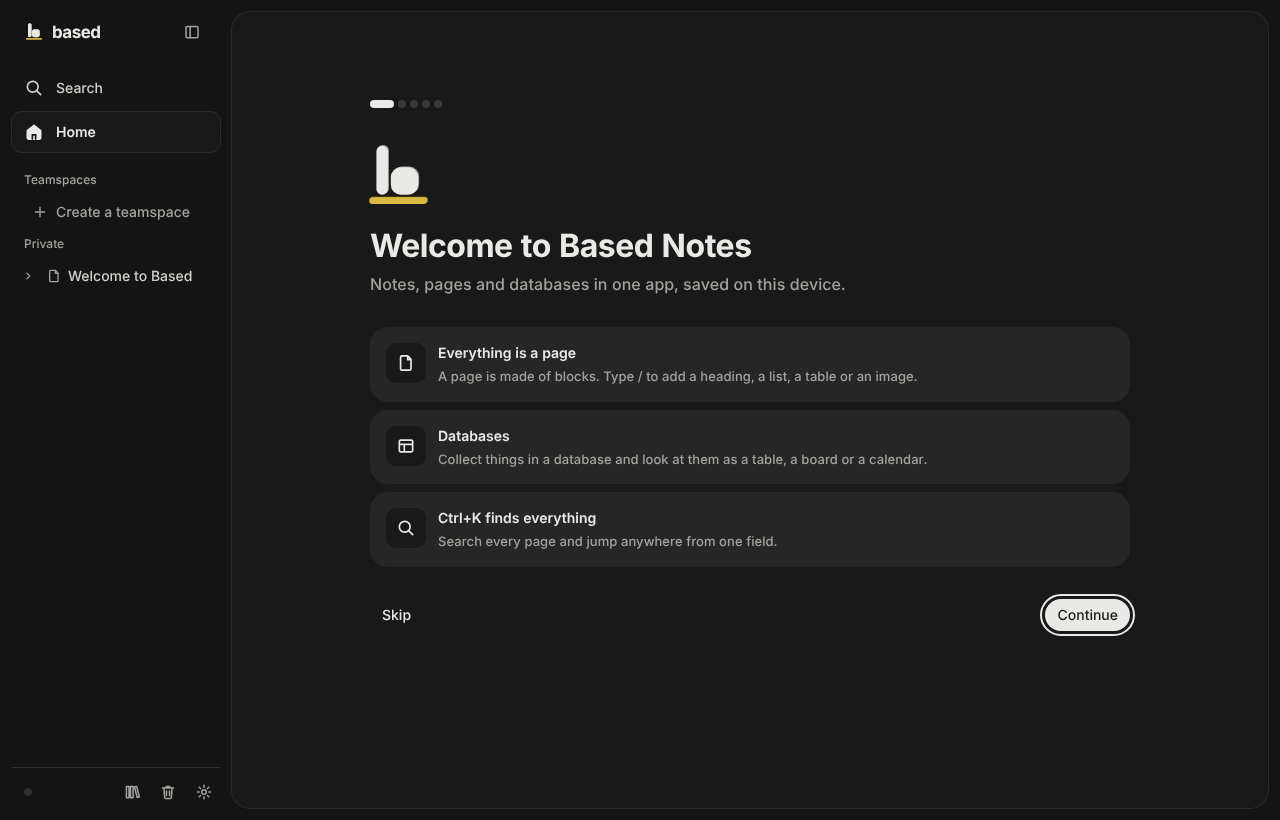 based
Search
Home
Teamspaces
Create a teamspace
Private
Welcome to Based
Welcome to Based Notes
Notes, pages and databases in one app, saved on this device.
Everything is a page
A page is made of blocks. Type / to add a heading, a list, a table or an image.
Databases
Collect things in a database and look at them as a table, a board or a calendar.
Ctrl+K finds everything
Search every page and jump anywhere from one field.
Skip
Continue